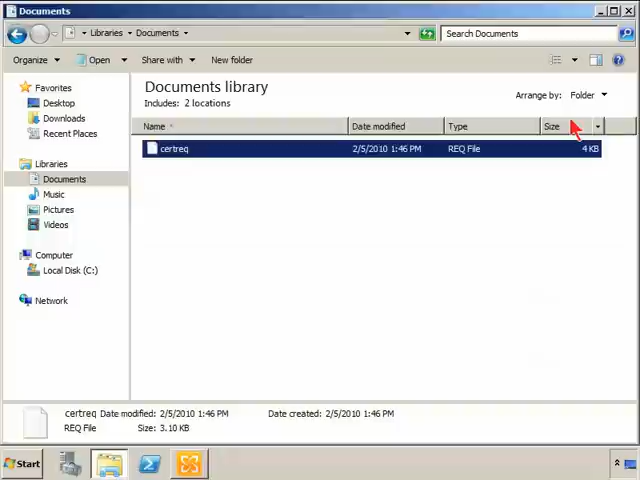 Documents
Libraries Documents
Search Documents
Organize Open Share with New folder
Favorites
Desktop
Downloads
Recent Places
Libraries
Documents
Music
Pictures
Videos
Computer
Local Disk (C:)
Network
Documents library
Includes: 2 locations
Arrange by: Folder
Name Date modified Type Size
certreq 2/5/2010 1:46 PM REQ File 4 KB
certreq Date modified: 2/5/2010 1:46 PM Date created: 2/5/2010 1:46 PM
REQ File Size: 3.10 KB
Start